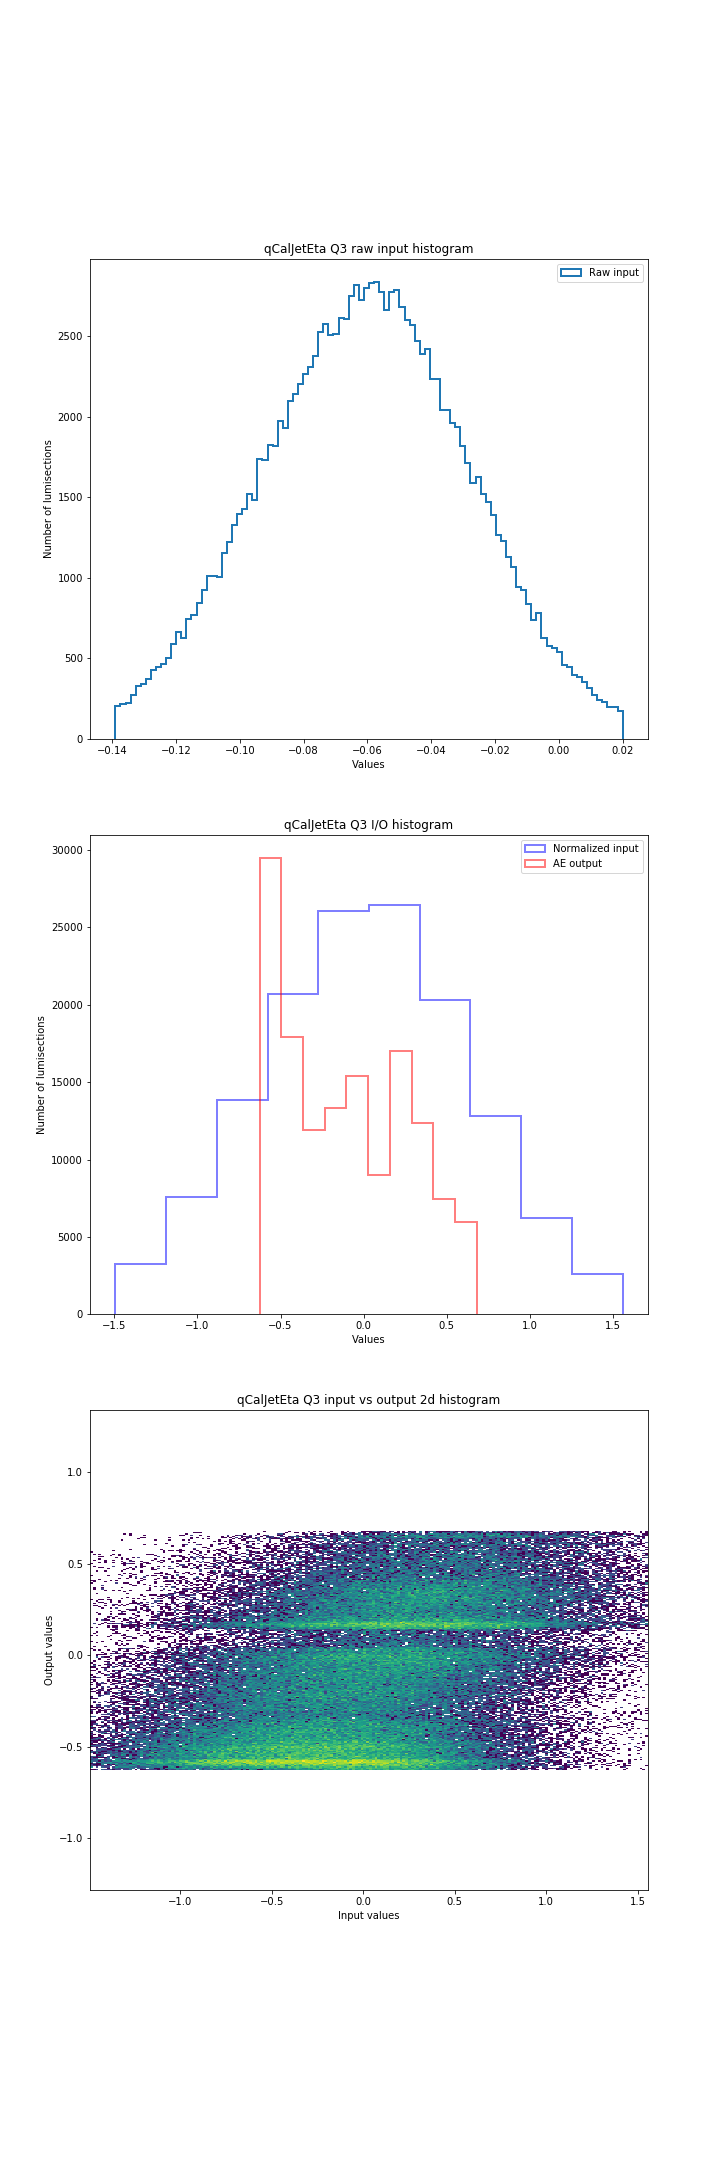 qCalJetEta Q3 raw input histogram
Raw input
Number of lumisections
2500
2000
1500
1000
500
0
−0.14 −0.12 −0.10 −0.08 −0.06 −0.04 −0.02 0.00 0.02
Values
qCalJetEta Q3 I/O histogram
Normalized input
AE output
Number of lumisections
30000
25000
20000
15000
10000
5000
0
−1.5 −1.0 −0.5 0.0 0.5 1.0 1.5
Values
qCalJetEta Q3 input vs output 2d histogram
Output values
1.0
0.5
0.0
−0.5
−1.0
−1.0 −0.5 0.0 0.5 1.0 1.5
Input values